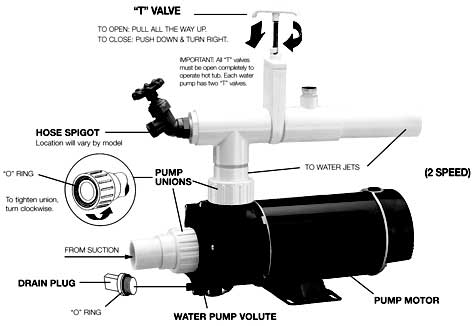 “T” VALVE
TO OPEN: PULL ALL THE WAY UP.
TO CLOSE: PUSH DOWN & TURN RIGHT.
IMPORTANT: All “T” valves
must be open completely to
operate hot tub. Each water
pump has two “T” valves.
HOSE SPIGOT
Location will vary by model
“O” RING
To tighten union,
turn clockwise.
PUMP
UNIONS
TO WATER JETS
(2 SPEED)
FROM SUCTION
DRAIN PLUG
“O” RING
WATER PUMP VOLUTE
PUMP MOTOR